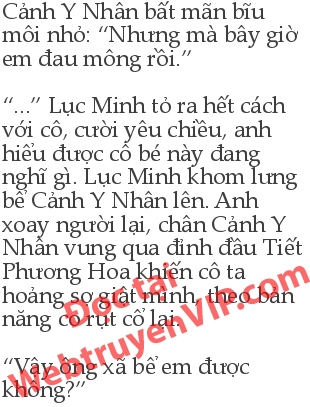 Cảnh Y Nhân bất mãn bĩu
môi nhỏ: “Nhưng mà bây giờ
em đau mông rồi.”
“...” Lục Minh tỏ ra hết cách
với cô, cười yêu chiều, anh
hiểu được cô bé này đang
nghĩ gì. Lục Minh khom lưng
bể Cảnh Y Nhân lên. Anh
xoay người lại, chân Cảnh Y
Nhân vung qua đỉnh đầu Tiết
Phương Hoa khiến cô ta
hoảng sợ giật mình, theo bản
năng co rụt cổ lại.
“Vậy ông xã bể em được
không?”
Đọc tại
WebtruyenVIP.com